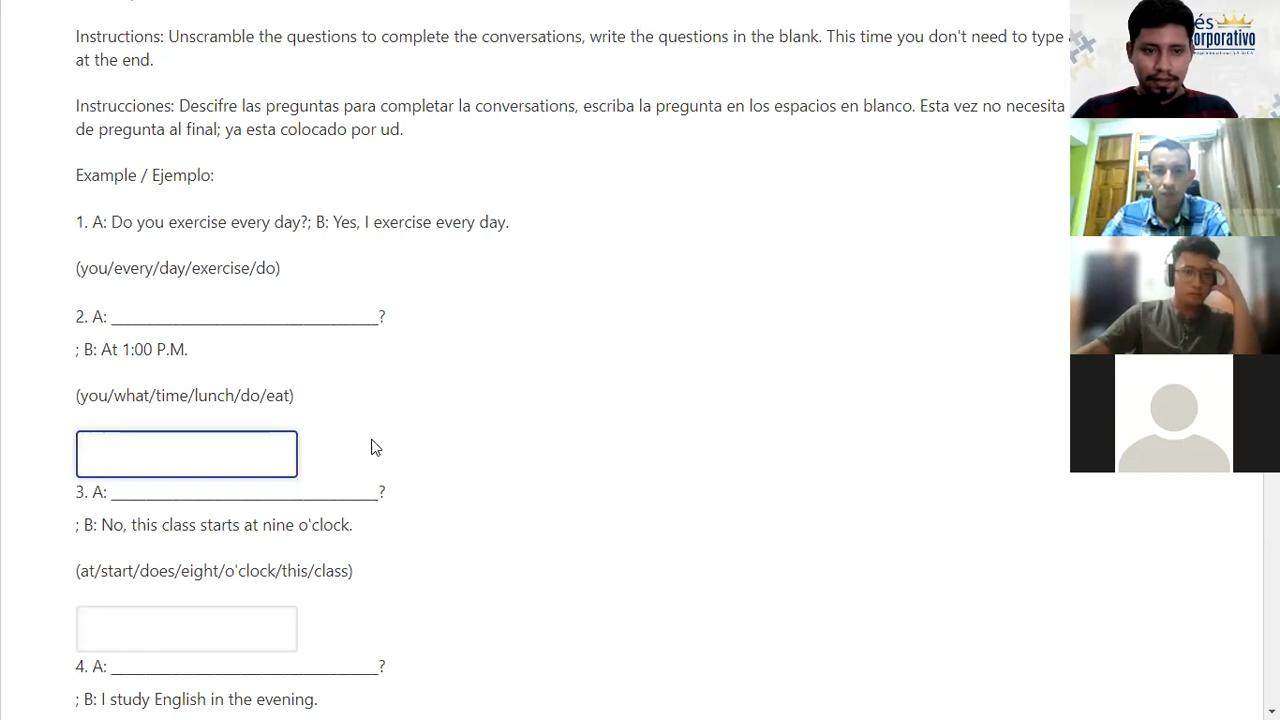 Instructions: Unscramble the questions to complete the conversations, write the questions in the blank. This time you don't need to type
at the end.
Instrucciones: Descifre las preguntas para completar la conversations, escriba la pregunta en los espacios en blanco. Esta vez no necesita
de pregunta al final; ya esta colocado por ud.
Example / Ejemplo:
1. A: Do you exercise every day?; B: Yes, I exercise every day.
(you/every/day/exercise/do)
2. A: ______________________________?
; B: At 1:00 P.M.
(you/what/time/lunch/do/eat)
3. A: ______________________________?
; B: No, this class starts at nine o'clock.
(at/start/does/eight/o'clock/this/class)
4. A: ______________________________?
; B: I study English in the evening.
és
orporativo